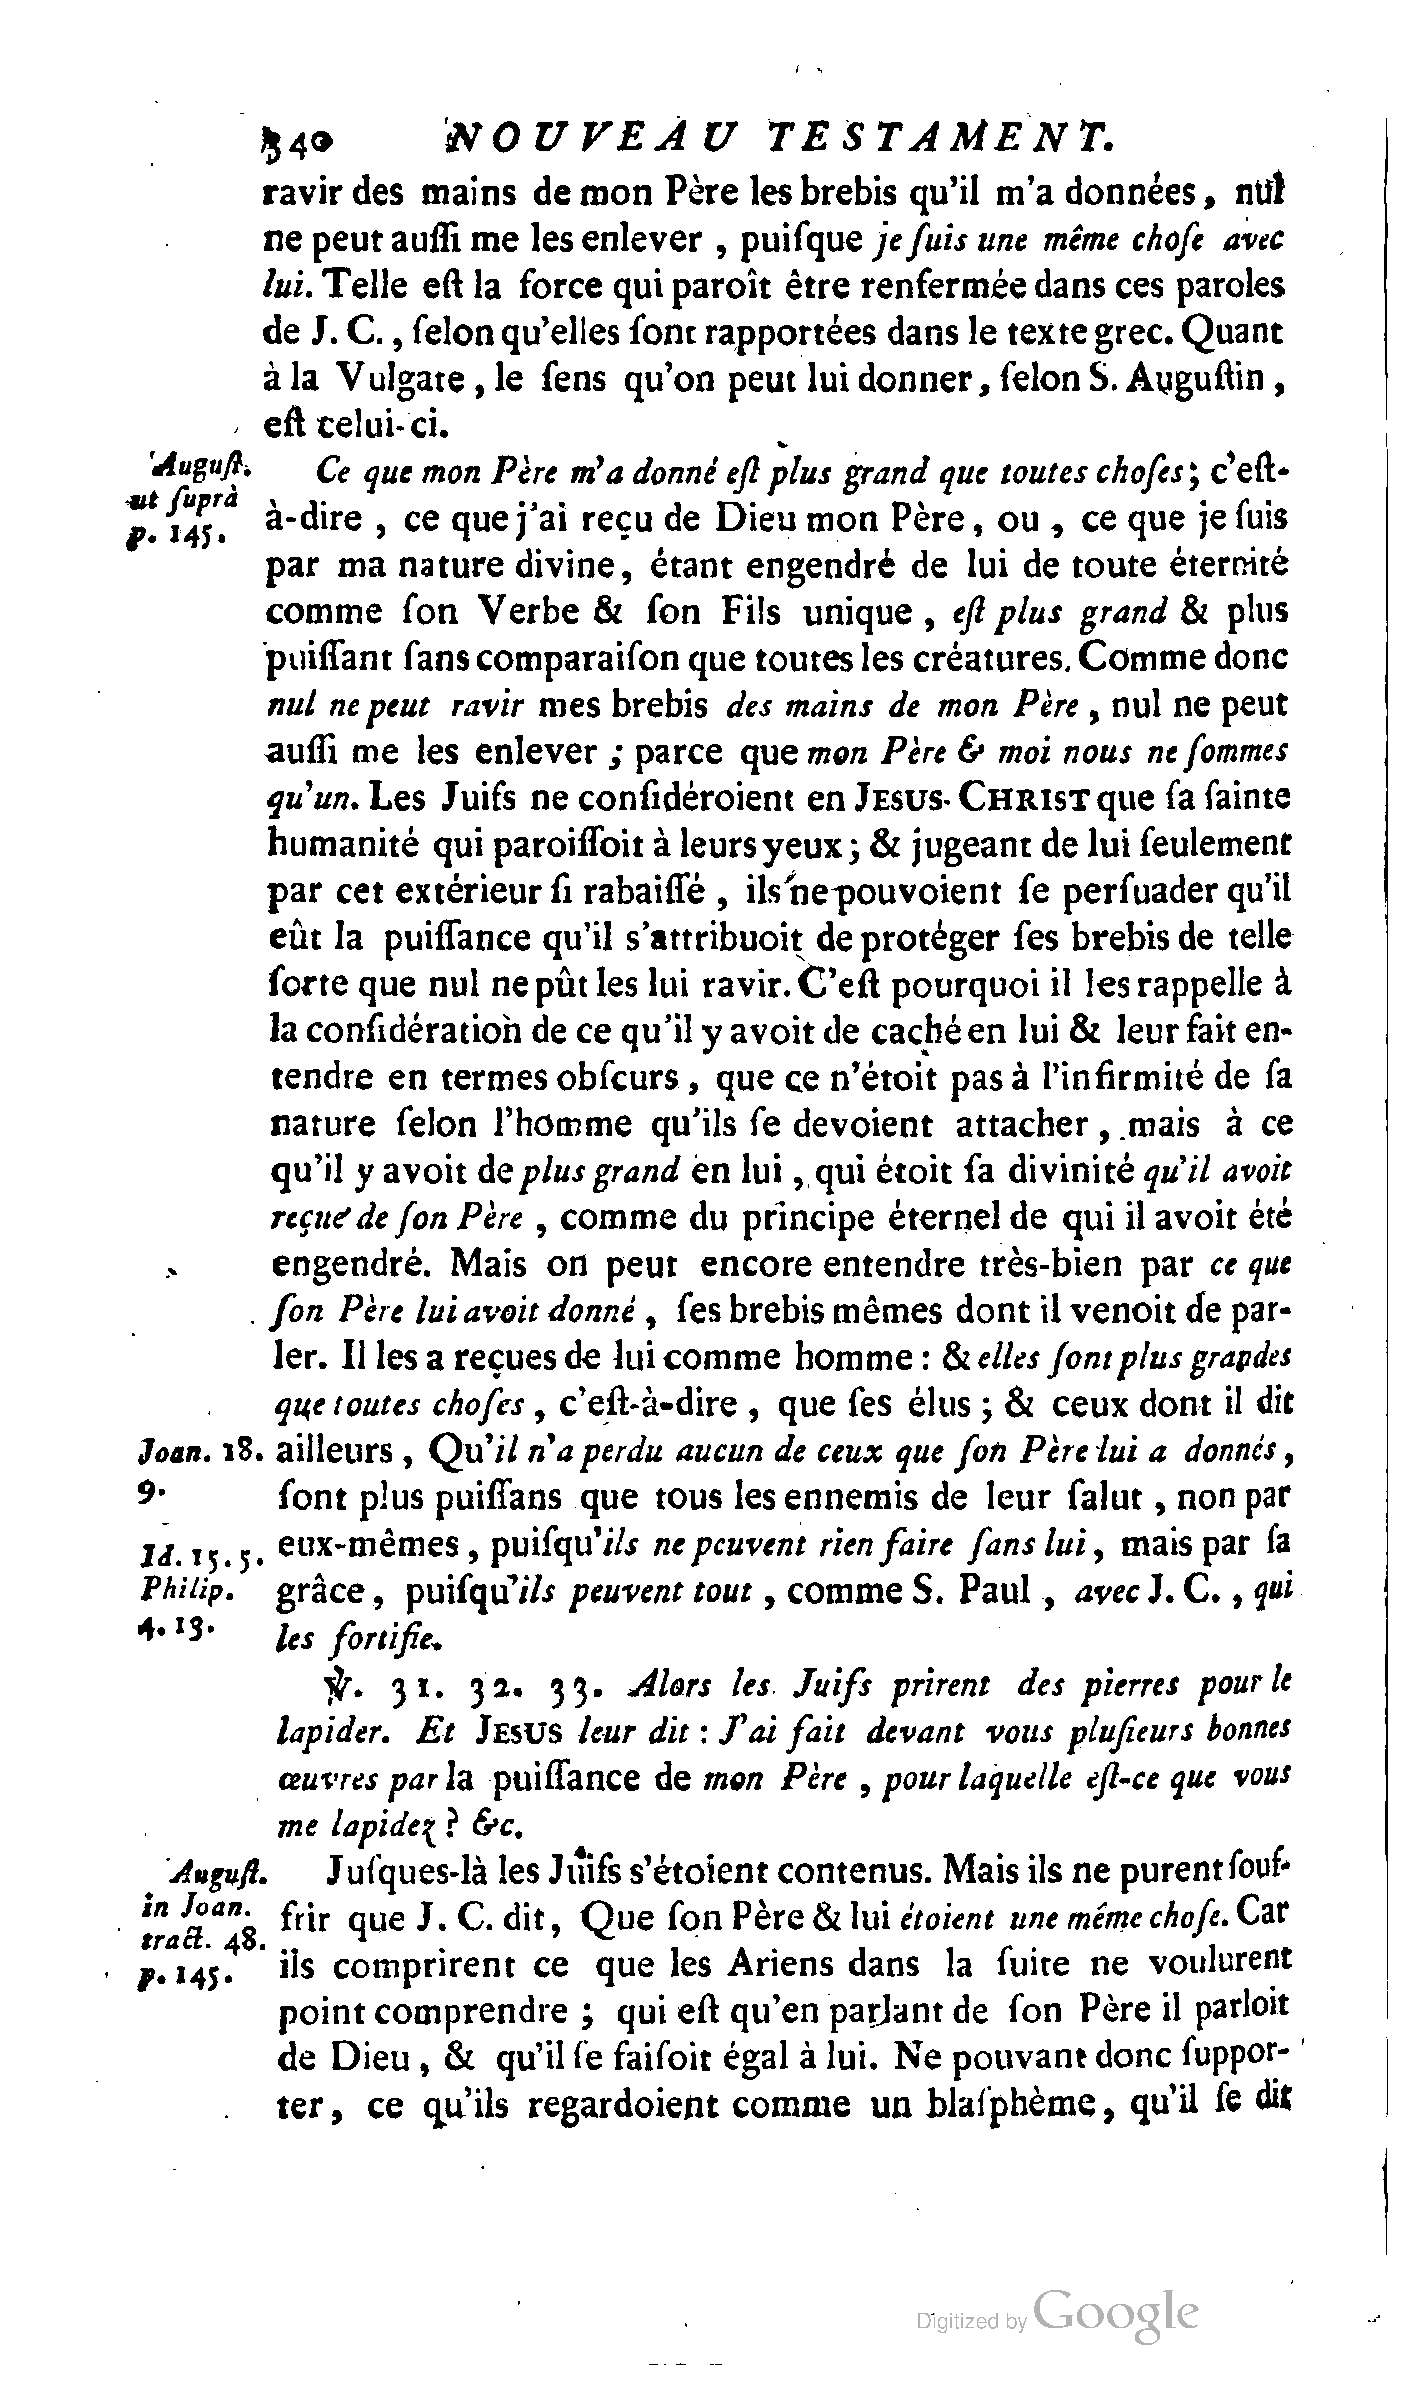 340 NOUVEAU TESTAMENT.
ravir des mains de mon Père les brebis qu'il m'a données, nul
ne peut auſſi me les enlever, puiſque je ſuis une même choſe avec
lui. Telle eſt la force qui paroît être renfermée dans ces paroles
de J. C., ſelon qu'elles ſont rapportées dans le texte grec. Quant
à la Vulgate, le ſens qu'on peut lui donner, ſelon S. Auguſtin,
eſt celui-ci.
Auguſt.
ut ſuprà
p. 145.
Ce que mon Père m'a donné eſt plus grand que toutes choſes; c'eſt-
à-dire, ce que j'ai reçu de Dieu mon Père, ou, ce que je ſuis
par ma nature divine, étant engendré de lui de toute éternité
comme ſon Verbe & ſon Fils unique, eſt plus grand & plus
puiſſant ſans comparaiſon que toutes les créatures. Comme donc
nul ne peut ravir mes brebis des mains de mon Père, nul ne peut
auſſi me les enlever; parce que mon Père & moi nous ne ſommes
qu'un. Les Juifs ne conſidéroient en JESUS-CHRIST que ſa ſainte
humanité qui paroiſſoit à leurs yeux; & jugeant de lui ſeulement
par cet extérieur ſi rabaiſſé, ils ne pouvoient ſe perſuader qu'il
eût la puiſſance qu'il s'attribuoit de protéger ſes brebis de telle
ſorte que nul ne pût les lui ravir. C'eſt pourquoi il les rappelle à
la conſidération de ce qu'il y avoit de caché en lui & leur fait en-
tendre en termes obſcurs, que ce n'étoit pas à l'infirmité de ſa
nature ſelon l'homme qu'ils ſe devoient attacher, mais à ce
qu'il y avoit de plus grand en lui, qui étoit ſa divinité qu'il avoit
reçue de ſon Père, comme du principe éternel de qui il avoit été
engendré. Mais on peut encore entendre très-bien par ce que
ſon Père lui avoit donné, ſes brebis mêmes dont il venoit de par-
ler. Il les a reçues de lui comme homme: & elles ſont plus grandes
que toutes choſes, c'eſt-à-dire, que ſes élus; & ceux dont il dit
Joan. 18.
9.
ailleurs, Qu'il n'a perdu aucun de ceux que ſon Père lui a donnés,
ſont plus puiſſans que tous les ennemis de leur ſalut, non par
Id. 15. 5.
Philip.
4. 13.
eux-mêmes, puiſqu'ils ne peuvent rien faire ſans lui, mais par ſa
grâce, puiſqu'ils peuvent tout, comme S. Paul, avec J. C., qui
les fortifie.
℣. 31. 32. 33. Alors les Juifs prirent des pierres pour le
lapider. Et JESUS leur dit: J'ai fait devant vous pluſieurs bonnes
œuvres par la puiſſance de mon Père, pour laquelle eſt-ce que vous
me lapidez? &c.
Auguſt.
in Joan.
tract. 48.
p. 145.
Juſques-là les Juifs s'étoient contenus. Mais ils ne purent ſouf-
frir que J. C. dit, Que ſon Père & lui étoient une même choſe. Car
ils comprirent ce que les Ariens dans la ſuite ne voulurent
point comprendre; qui eſt qu'en parlant de ſon Père il parloit
de Dieu, & qu'il ſe faiſoit égal à lui. Ne pouvant donc ſuppor-
ter, ce qu'ils regardoient comme un blaſphème, qu'il ſe dit
Digitized by Google